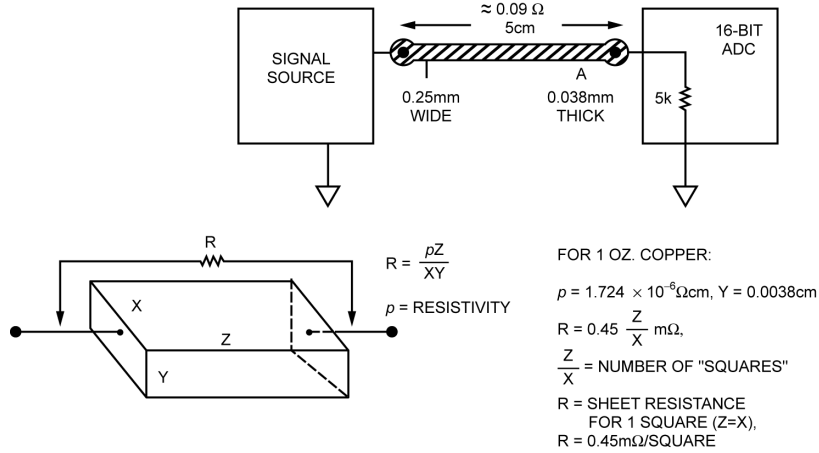 ≈ 0.09 Ω
5cm
SIGNAL
SOURCE
16-BIT
ADC
0.25mm
WIDE
A
0.038mm
THICK
5k
R
X
Z
Y
R = pZ / XY
p = RESISTIVITY
FOR 1 OZ. COPPER:
p = 1.724 × 10⁻⁶Ωcm, Y = 0.0038cm
R = 0.45 Z / X mΩ,
Z / X = NUMBER OF "SQUARES"
R = SHEET RESISTANCE
FOR 1 SQUARE (Z=X),
R = 0.45mΩ/SQUARE